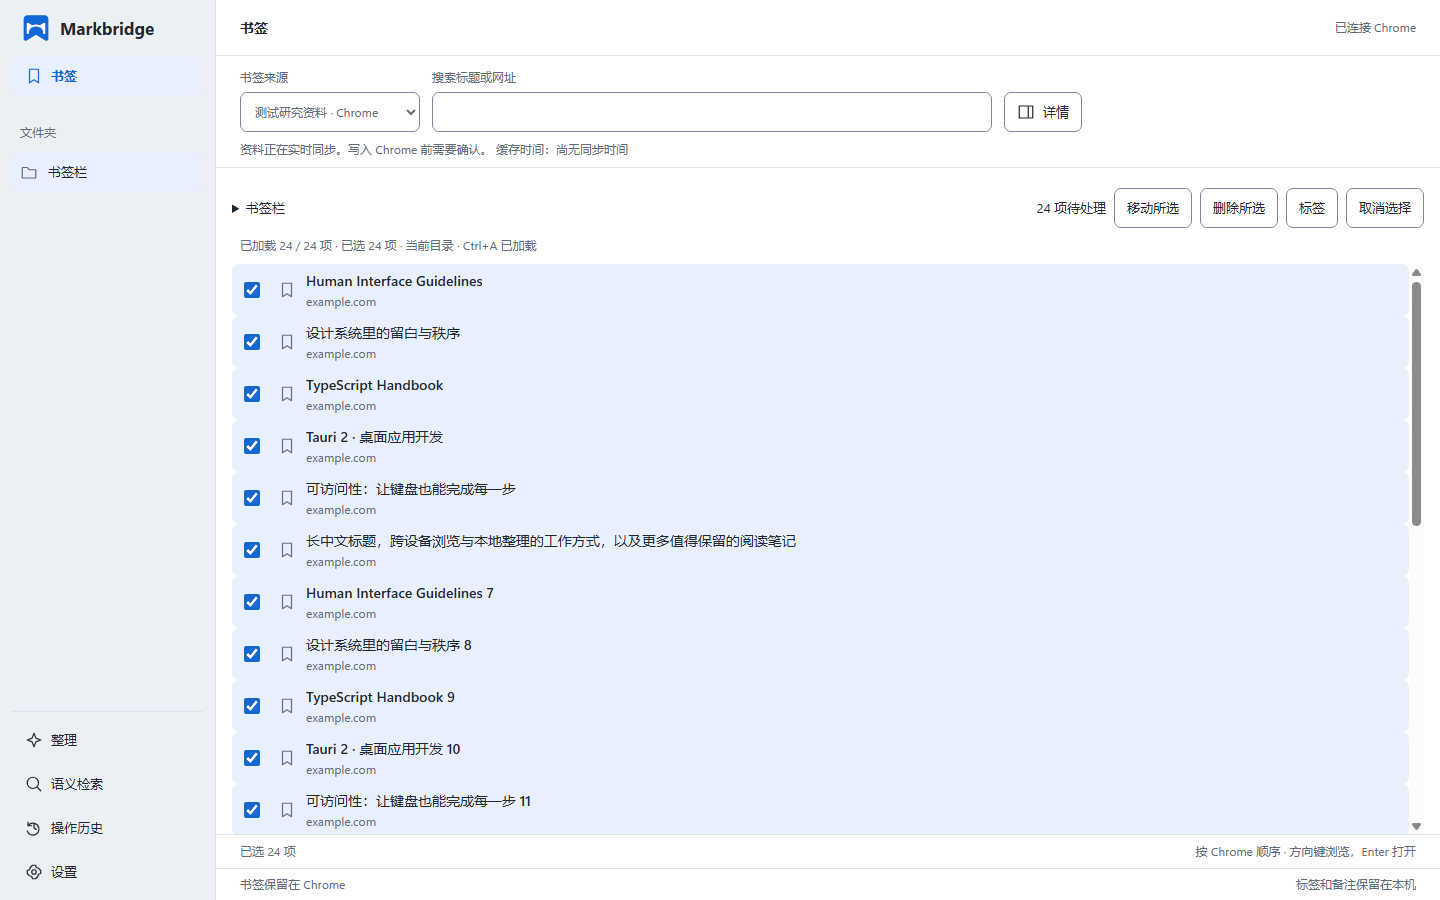 Markbridge
书签
文件夹
书签栏
整理
语义检索
操作历史
设置
书签
已连接 Chrome
书签来源
搜索标题或网址
测试研究资料 · Chrome
详情
资料正在实时同步。写入 Chrome 前需要确认。 缓存时间：尚无同步时间
书签栏
24 项待处理
移动所选
删除所选
标签
取消选择
已加载 24 / 24 项 · 已选 24 项 · 当前目录 · Ctrl+A 已加载
Human Interface Guidelines
example.com
设计系统里的留白与秩序
example.com
TypeScript Handbook
example.com
Tauri 2 · 桌面应用开发
example.com
可访问性：让键盘也能完成每一步
example.com
长中文标题，跨设备浏览与本地整理的工作方式，以及更多值得保留的阅读笔记
example.com
Human Interface Guidelines 7
example.com
设计系统里的留白与秩序 8
example.com
TypeScript Handbook 9
example.com
Tauri 2 · 桌面应用开发 10
example.com
可访问性：让键盘也能完成每一步 11
example.com
已选 24 项
按 Chrome 顺序 · 方向键浏览，Enter 打开
书签保留在 Chrome
标签和备注保留在本机